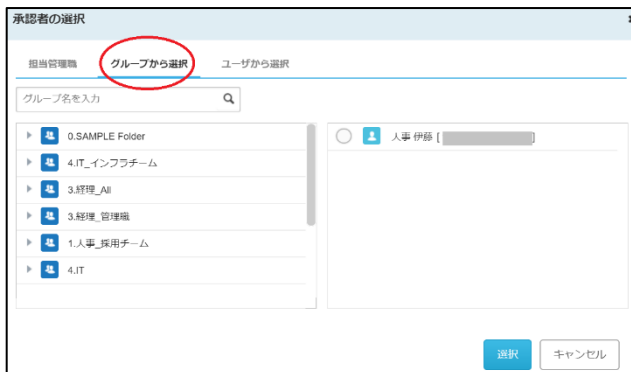 承認者の選択
担当管理職 グループから選択 ユーザから選択
グループ名を入力
0.SAMPLE Folder
4.IT_インフラチーム
3.経理_All
3.経理_管理職
1.人事_採用チーム
4.IT
人事 伊藤 [ ]
選択 キャンセル